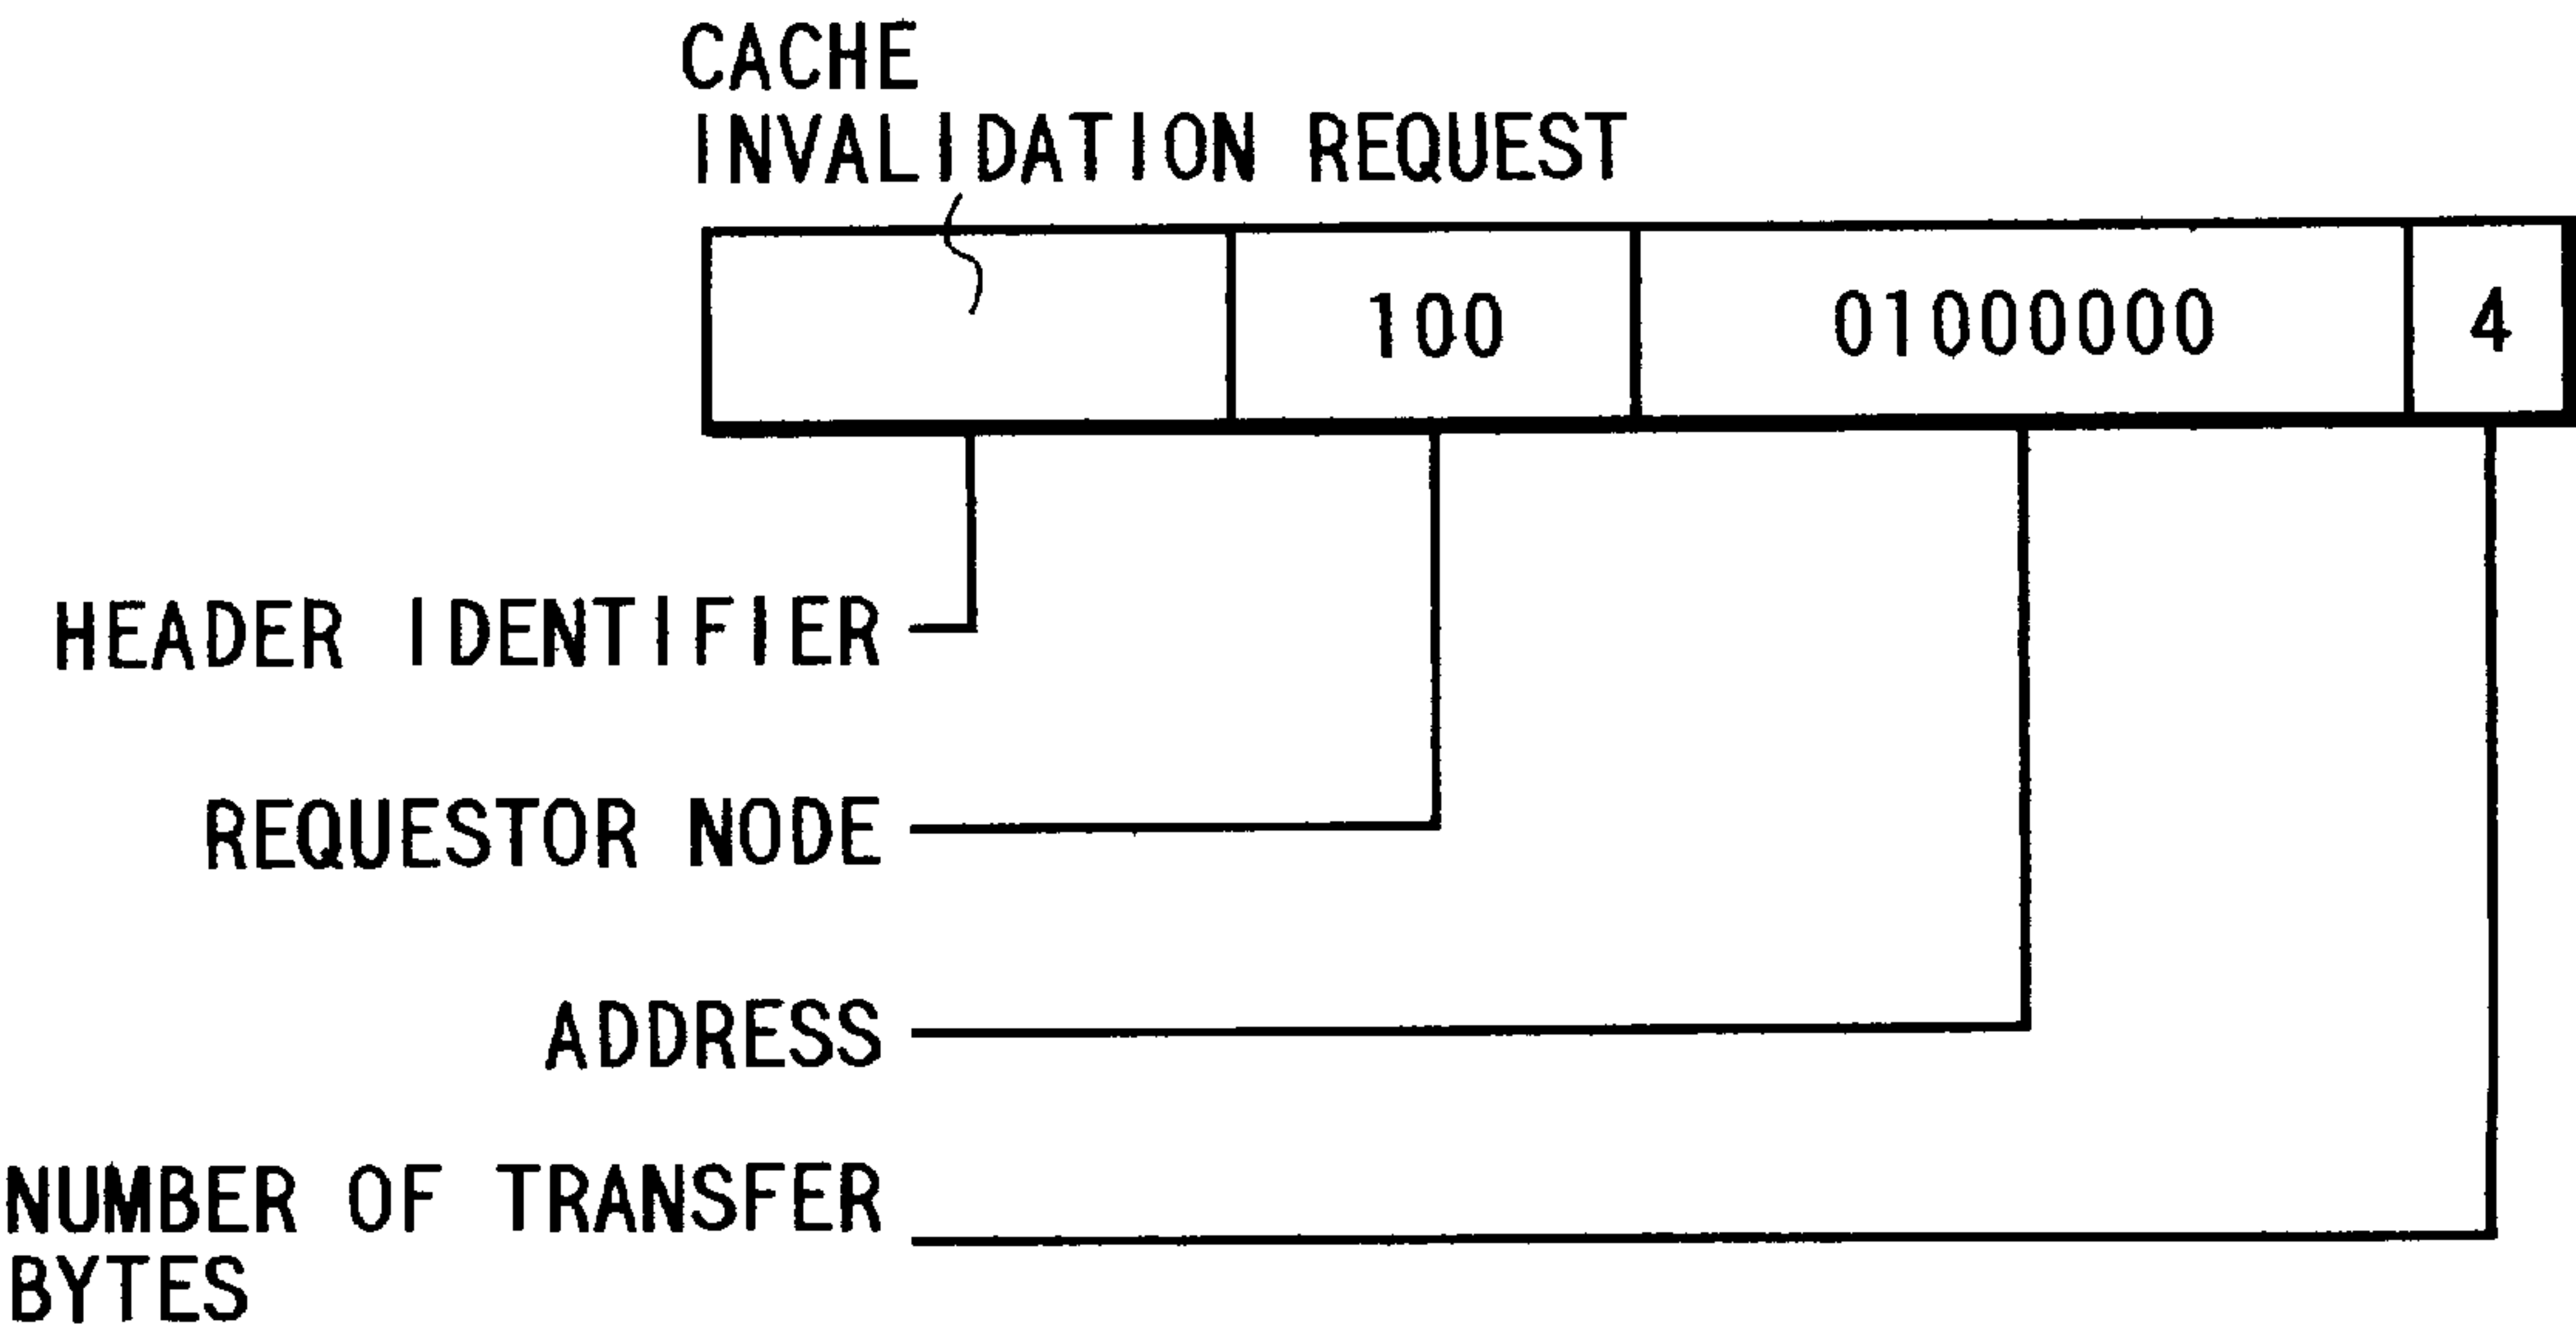 CACHE
INVALIDATION REQUEST
100 01000000 4
HEADER IDENTIFIER
REQUESTOR NODE
ADDRESS
NUMBER OF TRANSFER
BYTES